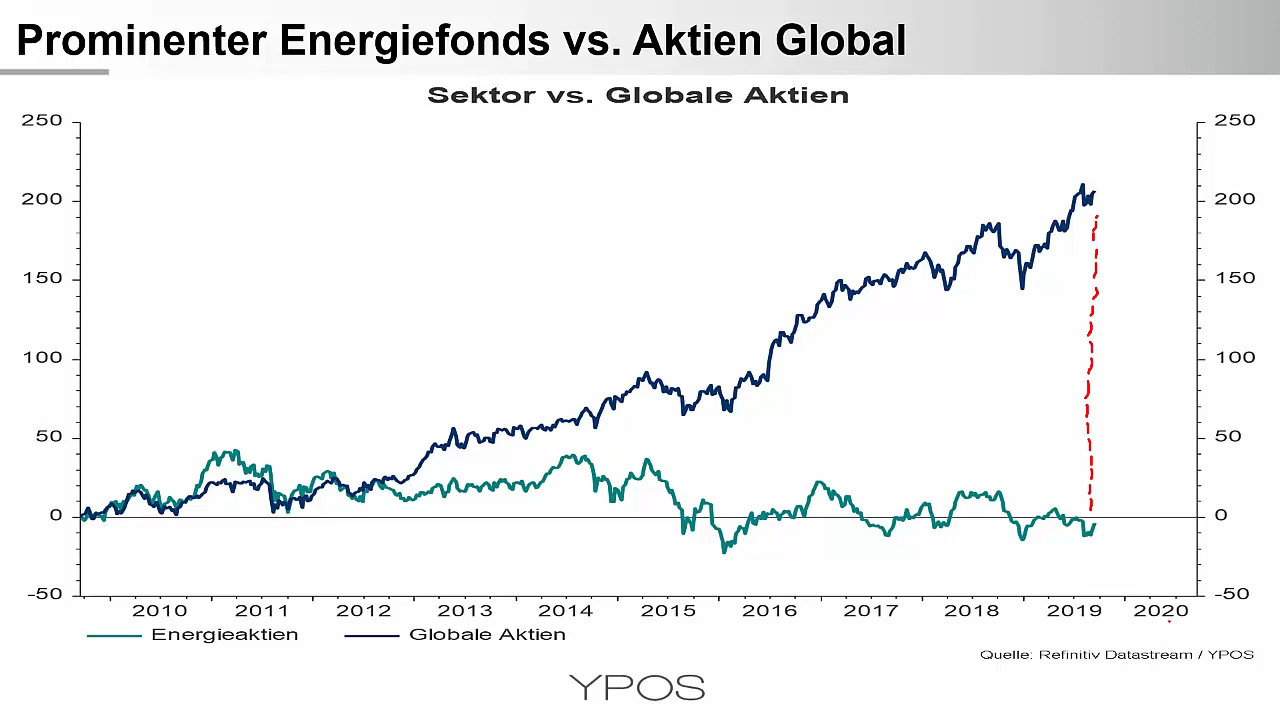 Prominenter Energiefonds vs. Aktien Global
Sektor vs. Globale Aktien
250 250
200 200
150 150
100 100
50 50
0 0
-50 -50
2010 2011 2012 2013 2014 2015 2016 2017 2018 2019 2020
Energieaktien Globale Aktien
Quelle: Refinitiv Datastream / YPOS
YPOS